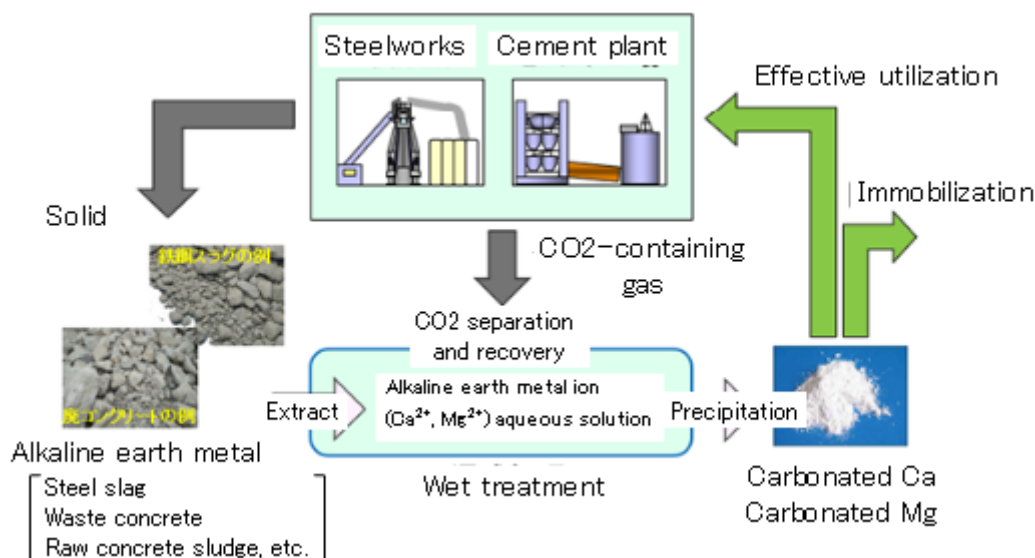 Steelworks
Cement plant
Effective utilization
Immobilization
Solid
CO2-containing
gas
鉄鋼スラグの例
CO2 separation
and recovery
Alkaline earth metal ion
(Ca²⁺, Mg²⁺) aqueous solution
Extract
Precipitation
廃コンクリートの例
Alkaline earth metal
Wet treatment
Carbonated Ca
Carbonated Mg
Steel slag
Waste concrete
Raw concrete sludge, etc.